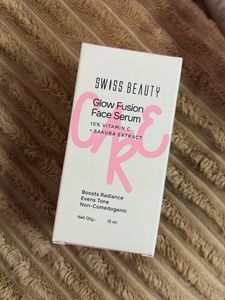 SWISS BEAUTY
Glow Fusion
Face Serum
10% VITAMIN C
+ SAKURA EXTRACT
CARE
Boosts Radiance
Evens Tone
Non-Comedogenic
Net Qty.: 15 ml